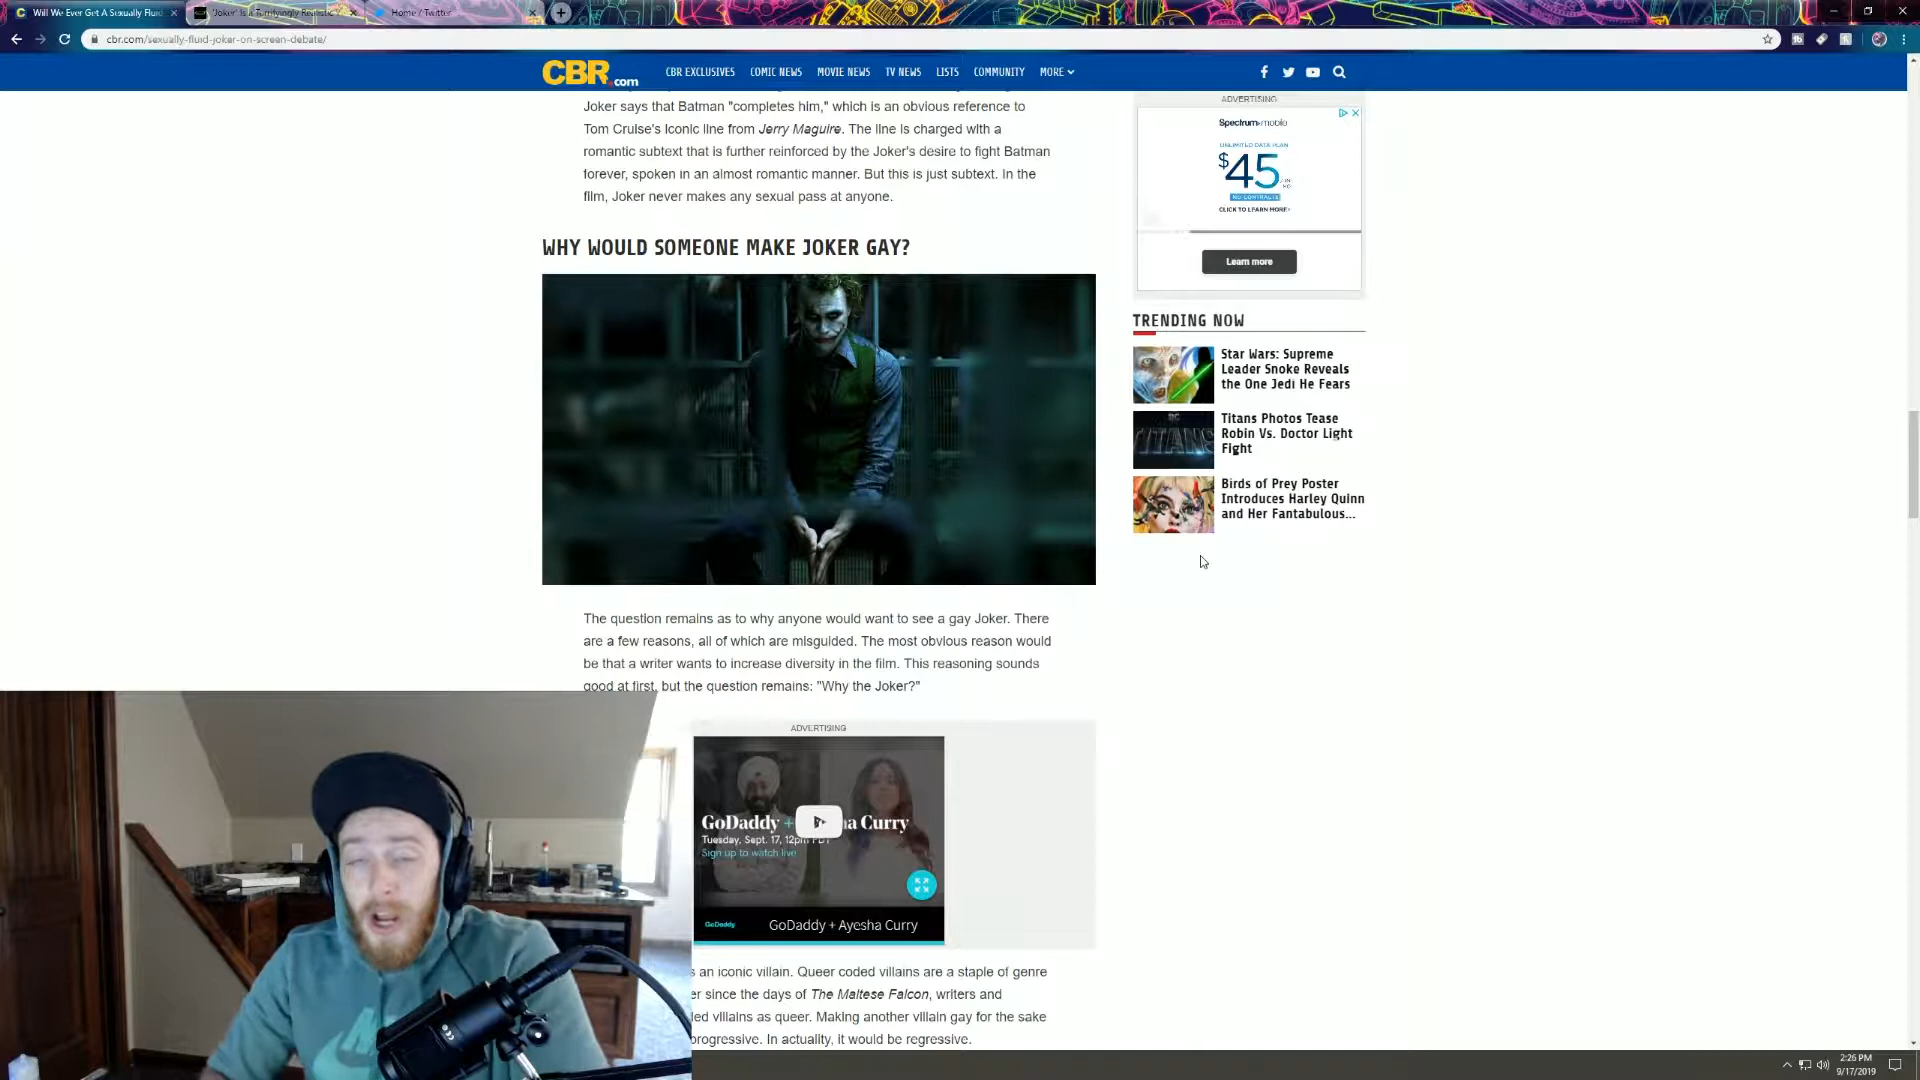 Will We Ever Get A Sexually Fluid
'Joker' Is a Terrifyingly Realistic
Home / Twitter
cbr.com/sexually-fluid-joker-on-screen-debate/
CBR.com
CBR EXCLUSIVES
COMIC NEWS
MOVIE NEWS
TV NEWS
LISTS
COMMUNITY
MORE
Joker says that Batman "completes him," which is an obvious reference to
Tom Cruise's iconic line from Jerry Maguire. The line is charged with a
romantic subtext that is further reinforced by the Joker's desire to fight Batman
forever, spoken in an almost romantic manner. But this is just subtext. In the
film, Joker never makes any sexual pass at anyone.
WHY WOULD SOMEONE MAKE JOKER GAY?
The question remains as to why anyone would want to see a gay Joker. There
are a few reasons, all of which are misguided. The most obvious reason would
be that a writer wants to increase diversity in the film. This reasoning sounds
good at first, but the question remains: "Why the Joker?"
ADVERTISING
GoDaddy + Curry
Tuesday, Sept. 17, 12pm PDT
Sign up to watch live
GoDaddy
GoDaddy + Ayesha Curry
s an iconic villain. Queer coded villains are a staple of genre
er since the days of The Maltese Falcon, writers and
led villains as queer. Making another villain gay for the sake
progressive. In actuality, it would be regressive.
ADVERTISING
Spectrum mobile
UNLIMITED DATA PLAN
$45
NO CONTRACTS
CLICK TO LEARN MORE
Learn more
TRENDING NOW
Star Wars: Supreme
Leader Snoke Reveals
the One Jedi He Fears
TITANS
Titans Photos Tease
Robin Vs. Doctor Light
Fight
Birds of Prey Poster
Introduces Harley Quinn
and Her Fantabulous...
2:26 PM
9/17/2019